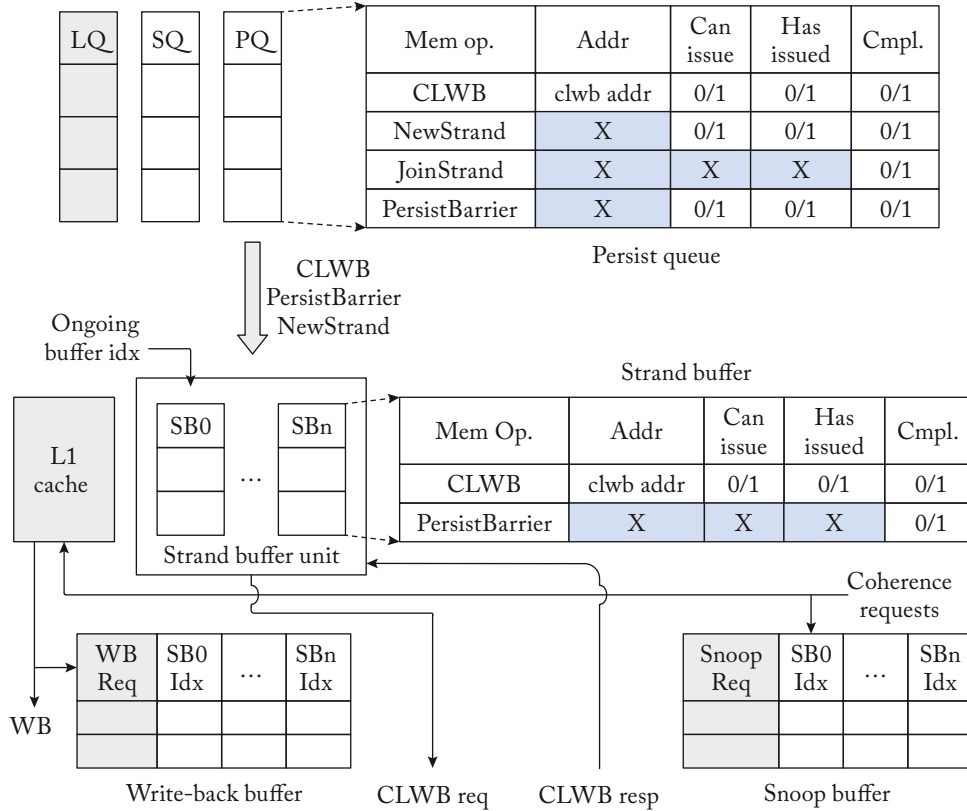 LQ SQ PQ
Mem op. Addr Can issue Has issued Cmpl.
CLWB clwb addr 0/1 0/1 0/1
NewStrand X 0/1 0/1 0/1
JoinStrand X X X 0/1
PersistBarrier X 0/1 0/1 0/1
Persist queue
CLWB
PersistBarrier
NewStrand
Ongoing
buffer idx
Strand buffer
L1
cache
SB0 ... SBn
Strand buffer unit
Mem Op. Addr Can issue Has issued Cmpl.
CLWB clwb addr 0/1 0/1 0/1
PersistBarrier X X X 0/1
Coherence
requests
WB
Req
SB0
Idx
...
SBn
Idx
Snoop
Req
SB0
Idx
...
SBn
Idx
WB
Write-back buffer
CLWB req
CLWB resp
Snoop buffer